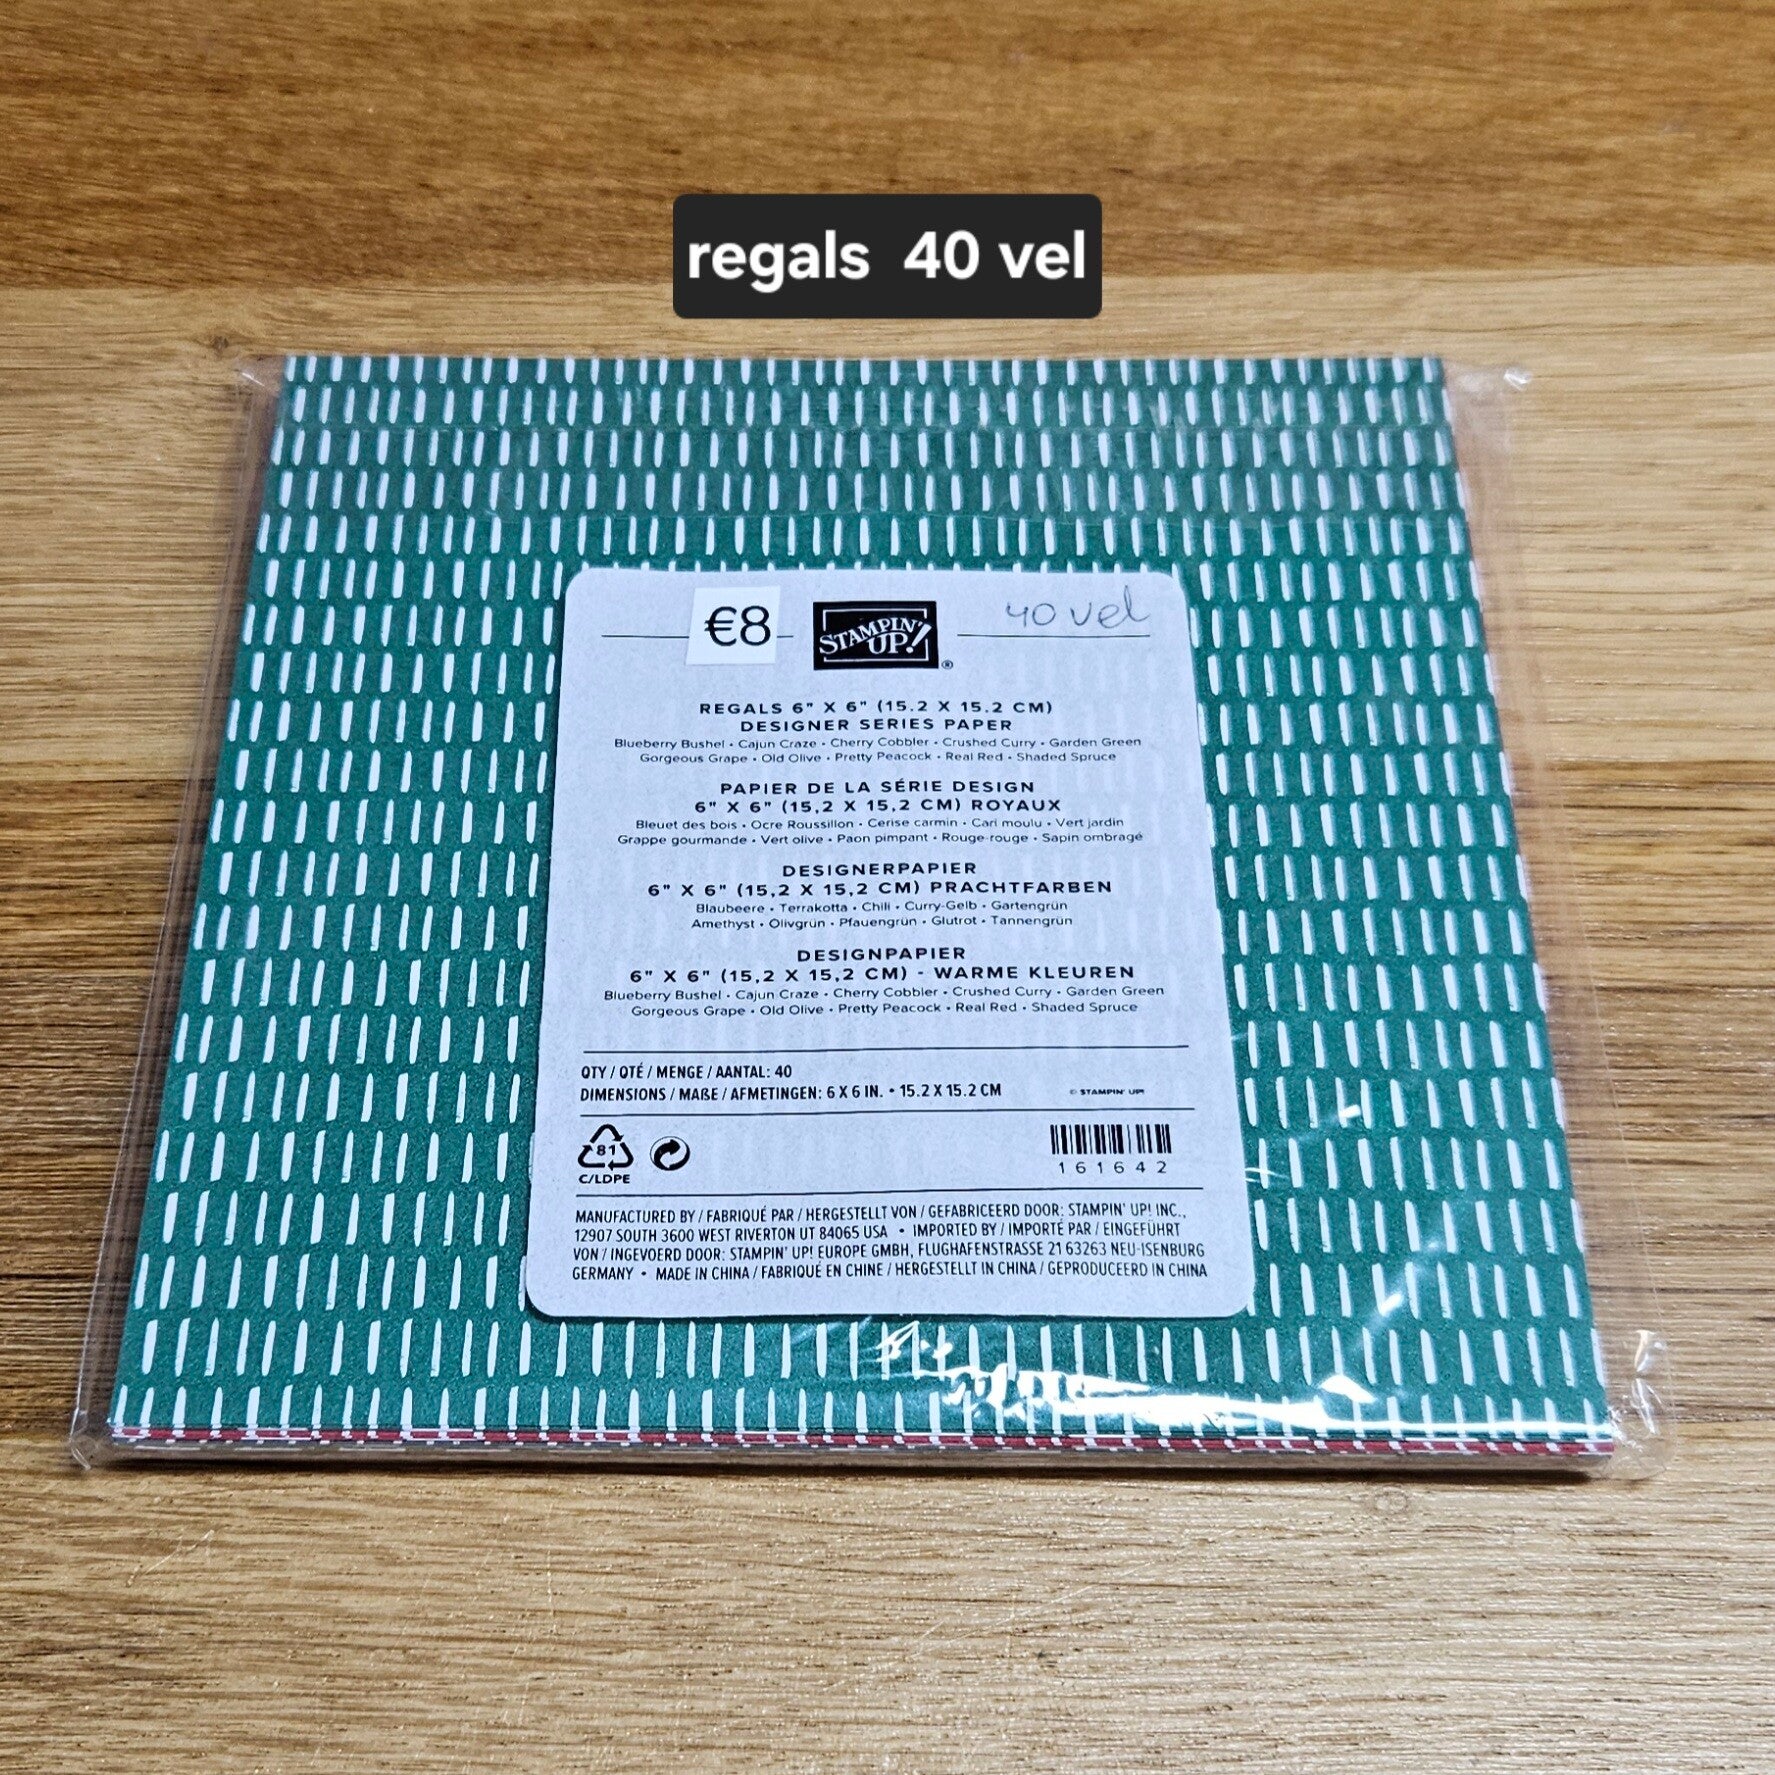 regals 40 vel
€8
STAMPIN' UP!®
40 vel
REGALS 6" X 6" (15.2 X 15.2 CM)
DESIGNER SERIES PAPER
Blueberry Bushel • Cajun Craze • Cherry Cobbler • Crushed Curry • Garden Green
Gorgeous Grape • Old Olive • Pretty Peacock • Real Red • Shaded Spruce
PAPIER DE LA SÉRIE DESIGN
6" X 6" (15,2 X 15,2 CM) ROYAUX
Bleuet des bois • Ocre Roussillon • Cerise carmin • Cari moulu • Vert jardin
Grappe gourmande • Vert olive • Paon pimpant • Rouge-rouge • Sapin ombragé
DESIGNERPAPIER
6" X 6" (15,2 X 15,2 CM) PRACHTFARBEN
Blaubeere • Terrakotta • Chili • Curry-Gelb • Gartengrün
Amethyst • Olivgrün • Pfauengrün • Glutrot • Tannengrün
DESIGNPAPIER
6" X 6" (15,2 X 15,2 CM) - WARME KLEUREN
Blueberry Bushel • Cajun Craze • Cherry Cobbler • Crushed Curry • Garden Green
Gorgeous Grape • Old Olive • Pretty Peacock • Real Red • Shaded Spruce
QTY / QTÉ / MENGE / AANTAL: 40
DIMENSIONS / MAßE / AFMETINGEN: 6 X 6 IN. • 15.2 X 15.2 CM
© STAMPIN' UP!
81
C/LDPE
161642
MANUFACTURED BY / FABRIQUÉ PAR / HERGESTELLT VON / GEFABRICEERD DOOR: STAMPIN' UP! INC.,
12907 SOUTH 3600 WEST RIVERTON UT 84065 USA • IMPORTED BY / IMPORTÉ PAR / EINGEFÜHRT
VON / INGEVOERD DOOR: STAMPIN' UP! EUROPE GMBH, FLUGHAFENSTRASSE 21 63263 NEU-ISENBURG
GERMANY • MADE IN CHINA / FABRIQUÉ EN CHINE / HERGESTELLT IN CHINA / GEPRODUCEERD IN CHINA